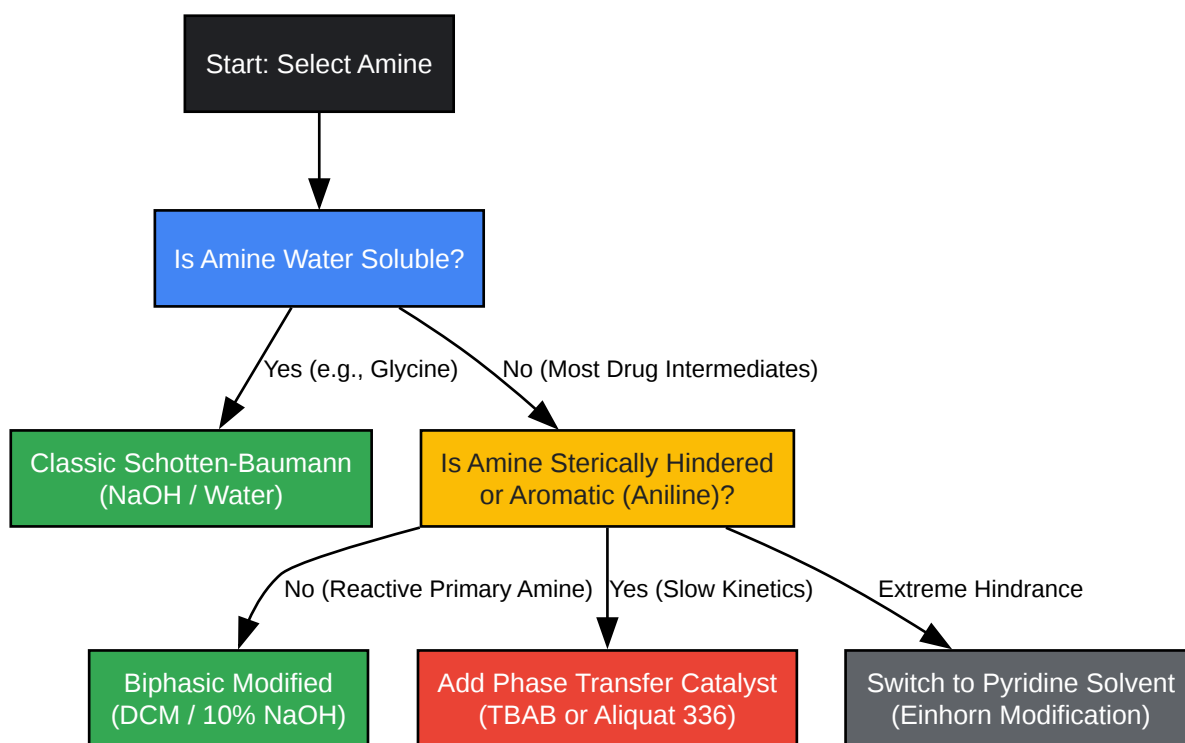 Start: Select Amine
Is Amine Water Soluble?
Yes (e.g., Glycine)
No (Most Drug Intermediates)
Classic Schotten-Baumann
(NaOH / Water)
Is Amine Sterically Hindered
or Aromatic (Aniline)?
No (Reactive Primary Amine)
Yes (Slow Kinetics)
Extreme Hindrance
Biphasic Modified
(DCM / 10% NaOH)
Add Phase Transfer Catalyst
(TBAB or Aliquat 336)
Switch to Pyridine Solvent
(Einhorn Modification)